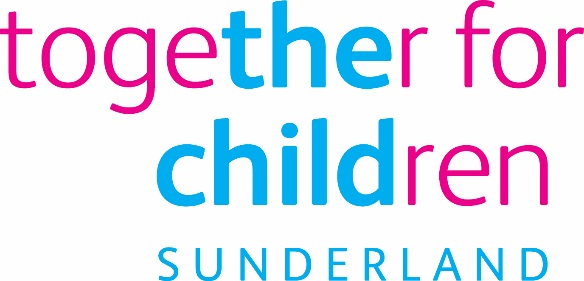 together for
children
SUNDERLAND